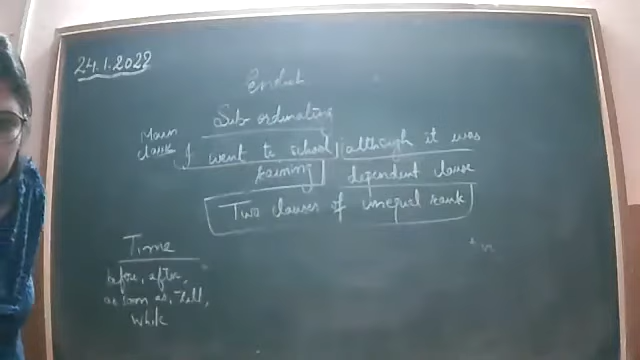 24.1.2022
English
Sub ordinating
Main
clause
I went to school although it was
raining
dependent clause
Two clauses of unequal rank
Time
before, after,
as soon as, Till,
while